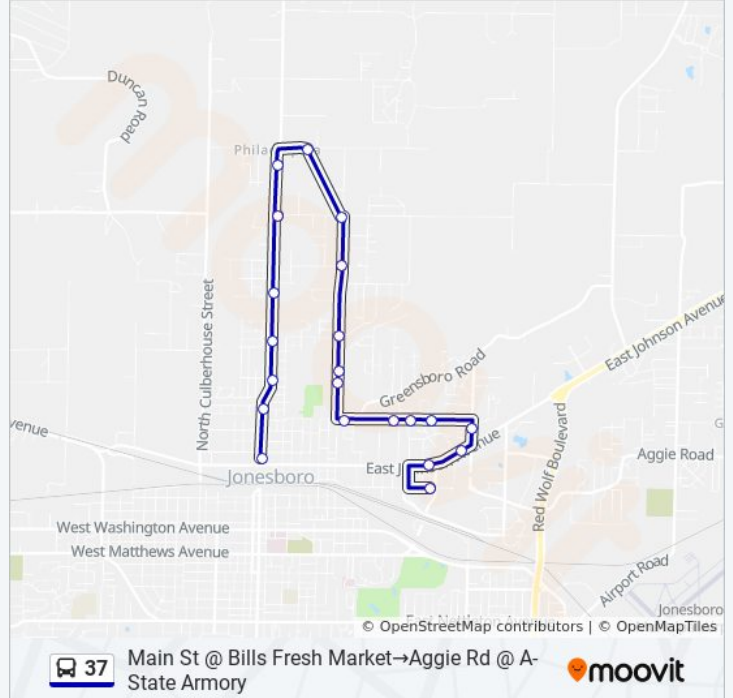 Duncan Road
Phila
North Culberhouse Street
East Johnson Avenue
Greensboro Road
venue
East J
nue
G
Aggie Road
Jonesboro
Red Wolf Boulevard
West Washington Avenue
West Matthews Avenue
Airport Road
Jonesboro
© OpenStreetMap contributors | © OpenMapTiles
37
Main St @ Bills Fresh Market→Aggie Rd @ A-
State Armory
moovit